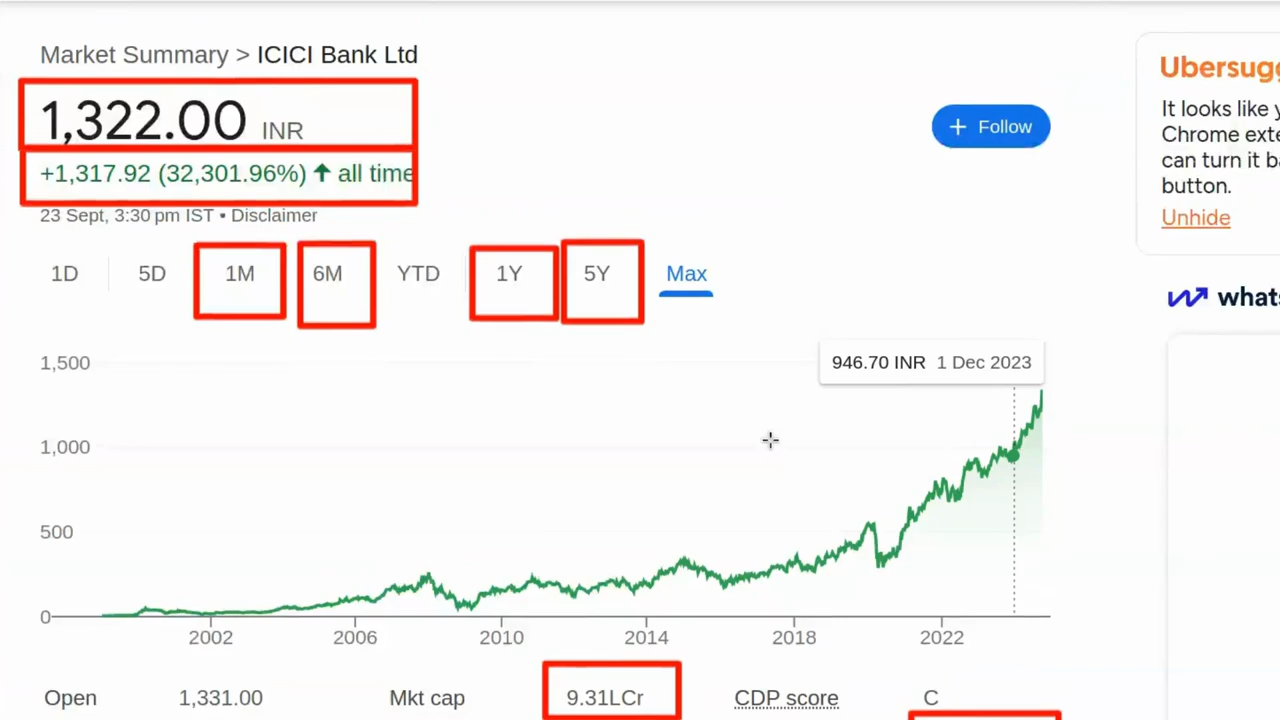 Market Summary > ICICI Bank Ltd
1,322.00 INR
+1,317.92 (32,301.96%) ↑ all time
23 Sept, 3:30 pm IST • Disclaimer
+ Follow
1D 5D 1M 6M YTD 1Y 5Y Max
946.70 INR 1 Dec 2023
1,500
1,000
500
0
2002 2006 2010 2014 2018 2022
Open 1,331.00 Mkt cap 9.31LCr CDP score C
Ubersugg
It looks like y
Chrome exte
can turn it ba
button.
Unhide
whats